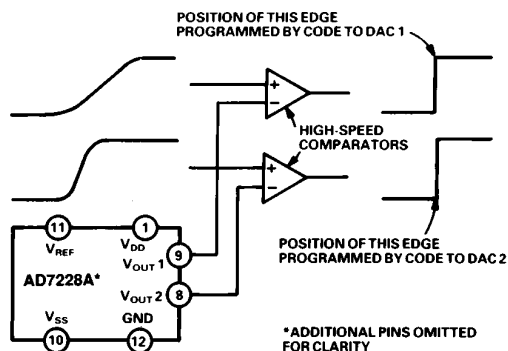 POSITION OF THIS EDGE
PROGRAMMED BY CODE TO DAC 1
+
−
HIGH-SPEED
COMPARATORS
+
−
POSITION OF THIS EDGE
PROGRAMMED BY CODE TO DAC 2
11
1
VREF
VDD
VOUT 1
9
AD7228A*
VOUT 2
8
VSS
GND
10
12
*ADDITIONAL PINS OMITTED
FOR CLARITY